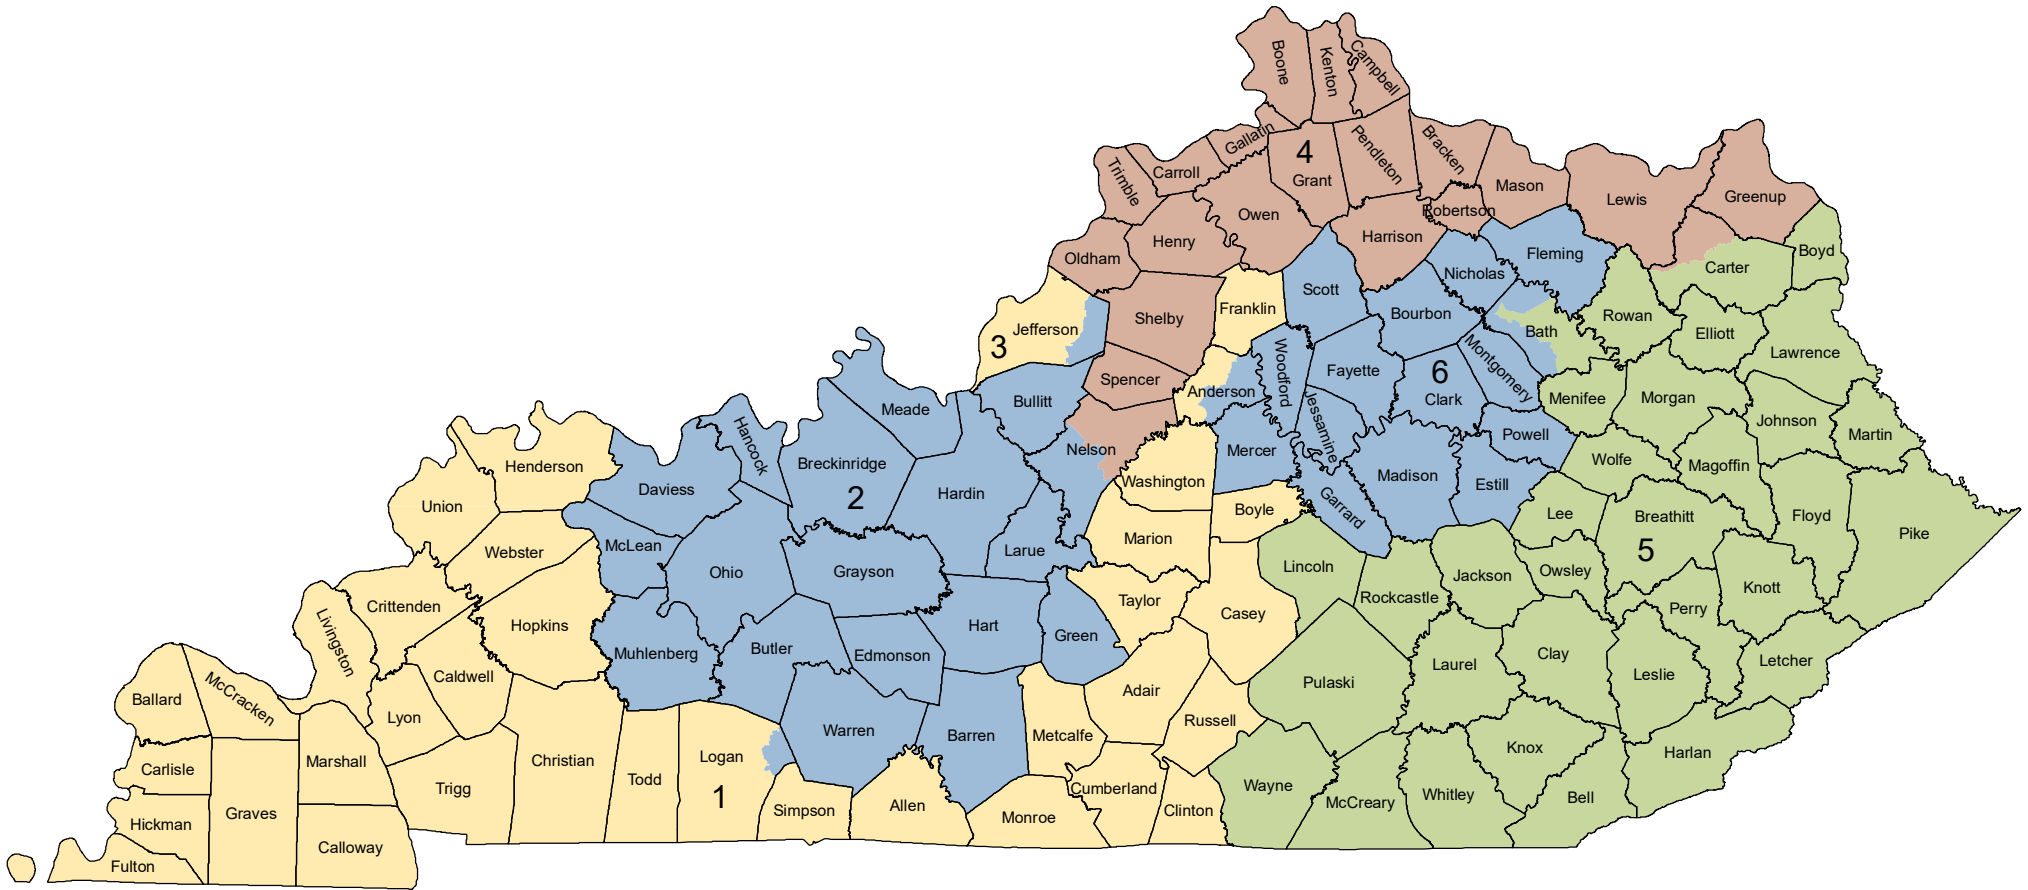 Boone
Kenton
Campbell
Gallatin
4
Grant
Pendleton
Bracken
Trimble
Carroll
Mason
Lewis
Greenup
Owen
Robertson
Henry
Harrison
Oldham
Fleming
Boyd
Nicholas
Carter
Scott
Franklin
Shelby
Bourbon
Rowan
Jefferson
3
Bath
Elliott
Lawrence
Woodford
Fayette
Montgomery
6
Clark
Spencer
Anderson
Menifee
Morgan
Bullitt
Meade
Jessamine
Johnson
Powell
Martin
Hancock
Nelson
Mercer
Henderson
Breckinridge
Wolfe
Magoffin
Daviess
Hardin
Washington
Madison
Estill
2
Union
Boyle
Garrard
Lee
Breathitt
Floyd
Pike
Webster
McLean
Larue
Marion
5
Ohio
Grayson
Lincoln
Jackson
Owsley
Knott
Crittenden
Taylor
Rockcastle
Perry
Livingston
Hopkins
Hart
Green
Casey
Muhlenberg
Butler
Edmonson
Laurel
Clay
Letcher
Caldwell
Pulaski
Leslie
Ballard
McCracken
Lyon
Adair
Russell
Warren
Barren
Metcalfe
Knox
Harlan
Marshall
Christian
Logan
Carlisle
Todd
Trigg
Cumberland
Wayne
McCreary
Whitley
Bell
1
Graves
Simpson
Allen
Monroe
Clinton
Hickman
Calloway
Fulton